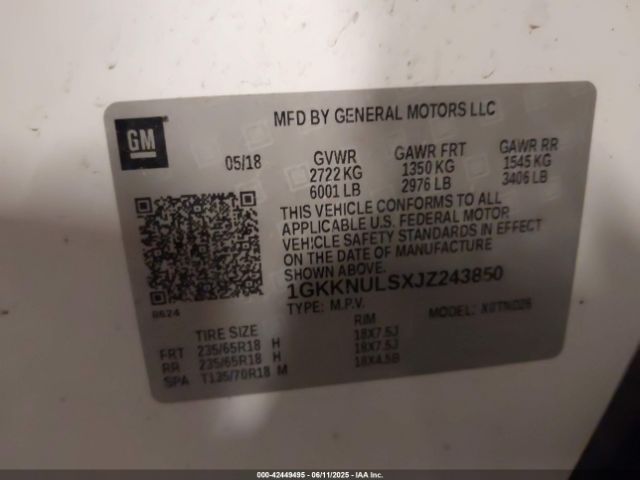 MFD BY GENERAL MOTORS LLC
GM
05/18 GVWR GAWR FRT GAWR RR
2722 KG 1350 KG 1545 KG
6001 LB 2976 LB 3406 LB
THIS VEHICLE CONFORMS TO ALL
APPLICABLE U.S. FEDERAL MOTOR
VEHICLE SAFETY STANDARDS IN EFFECT
ON THE DATE OF MANUFACTURE
SHOWN ABOVE.
1GKKNULSXJZ243850
TYPE: M.P.V. MODEL:
8624
TIRE SIZE RIM
FRT 235/65R18 H 18X7.5J
RR 235/65R18 H 18X7.5J
SPA T135/70R18 M 18X4.5B
000-42449495 - 06/11/2025 - IAA Inc.